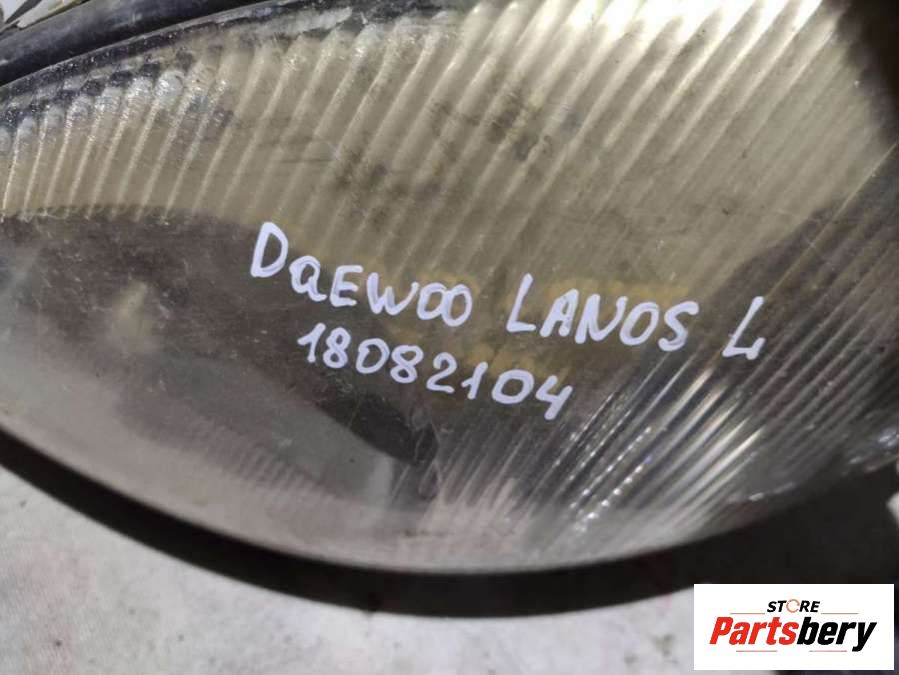 DaEWOO LANOS L
18082104
STORE
Partsbery